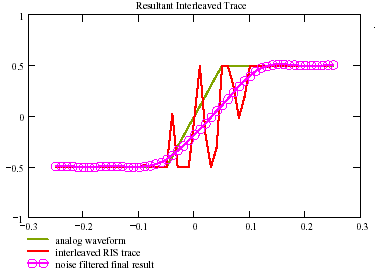 Resultant Interleaved Trace
1
0.5
0
−0.5
−1
−0.3 −0.2 −0.1 0 0.1 0.2 0.3
analog waveform
interleaved RIS trace
noise filtered final result